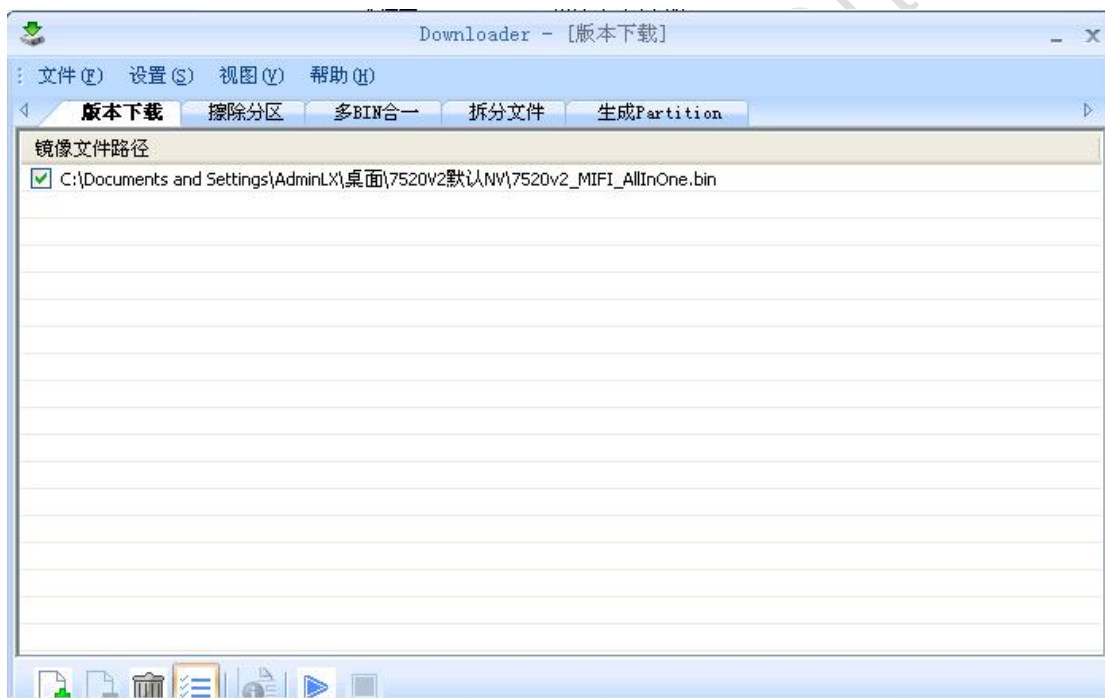 Downloader - [版本下载]
文件(F) 设置(S) 视图(V) 帮助(H)
版本下载 擦除分区 多BIN合一 拆分文件 生成Partition
镜像文件路径
C:\Documents and Settings\AdminLX\桌面\7520V2默认NV\7520v2_MIFI_AllInOne.bin